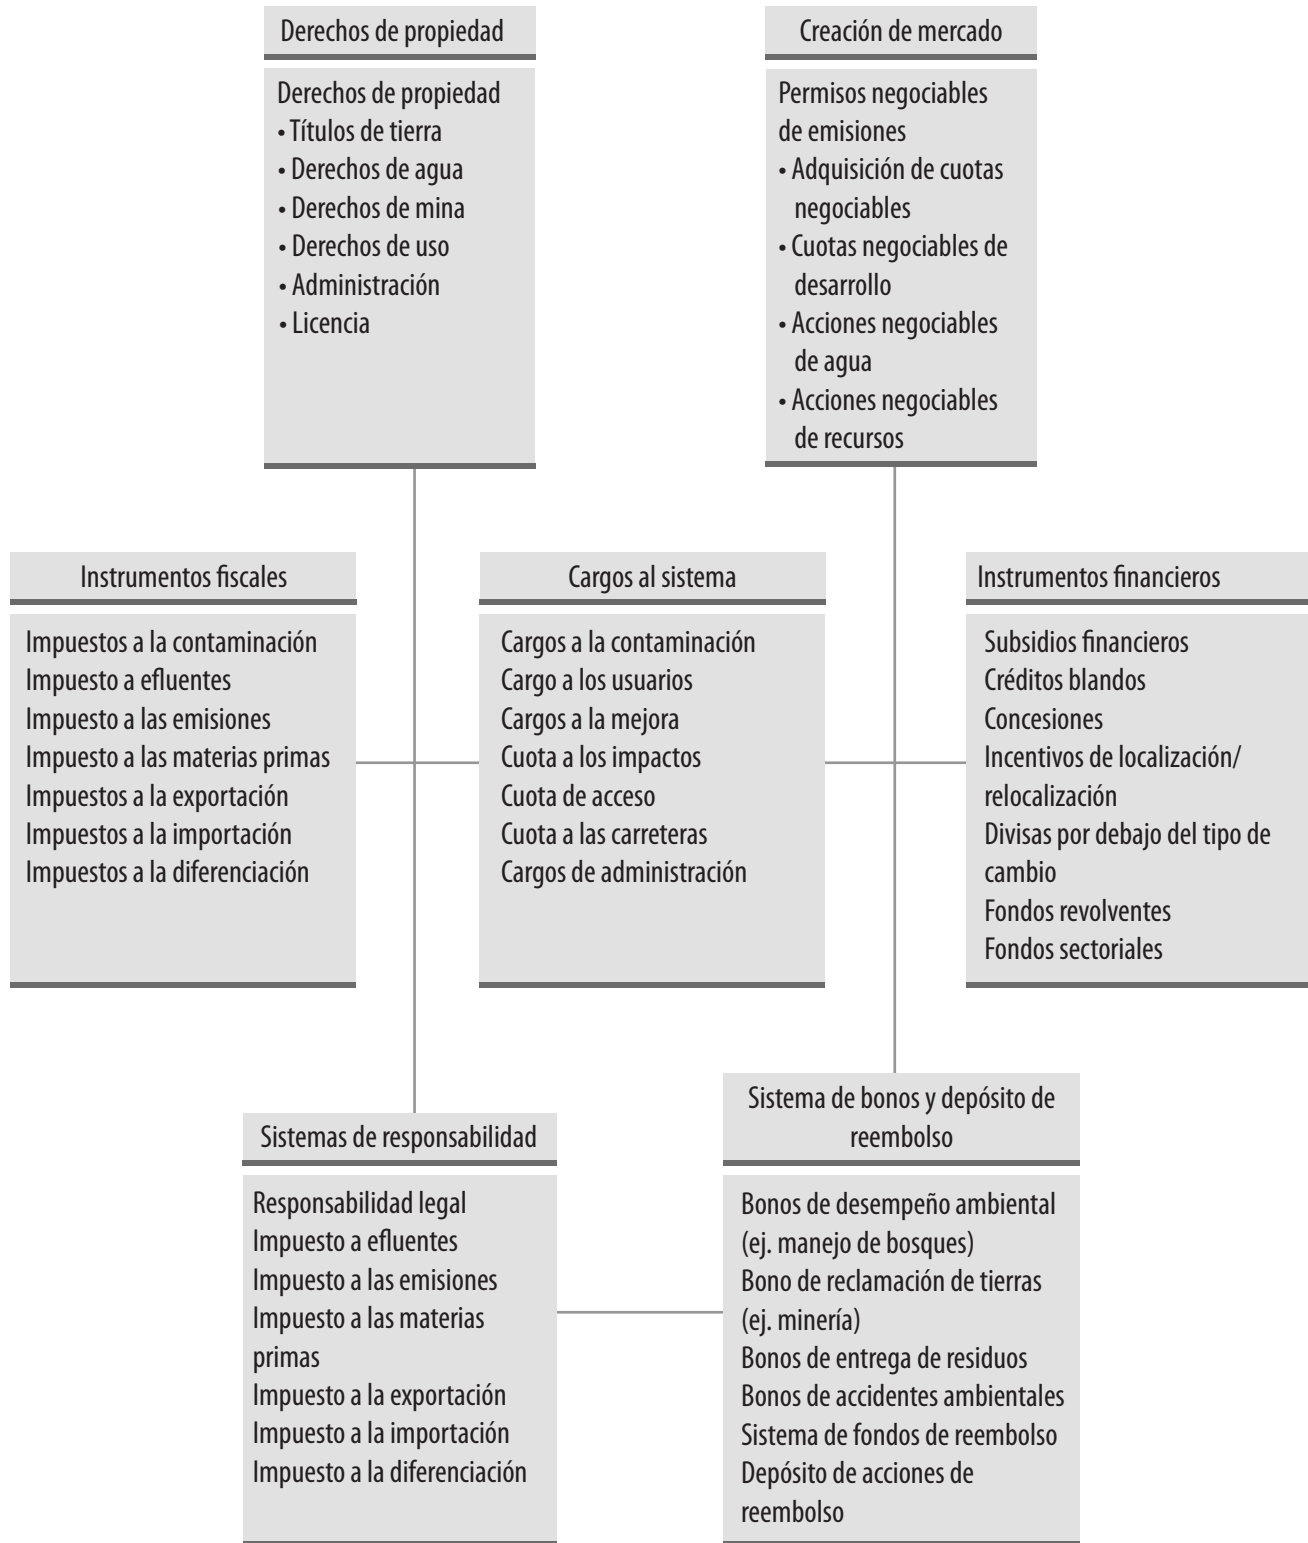 Derechos de propiedad
Derechos de propiedad
• Títulos de tierra
• Derechos de agua
• Derechos de mina
• Derechos de uso
• Administración
• Licencia
Creación de mercado
Permisos negociables
de emisiones
• Adquisición de cuotas
negociables
• Cuotas negociables de
desarrollo
• Acciones negociables
de agua
• Acciones negociables
de recursos
Instrumentos fiscales
Impuestos a la contaminación
Impuesto a efluentes
Impuesto a las emisiones
Impuesto a las materias primas
Impuestos a la exportación
Impuestos a la importación
Impuestos a la diferenciación
Cargos al sistema
Cargos a la contaminación
Cargo a los usuarios
Cargos a la mejora
Cuota a los impactos
Cuota de acceso
Cuota a las carreteras
Cargos de administración
Instrumentos financieros
Subsidios financieros
Créditos blandos
Concesiones
Incentivos de localización/
relocalización
Divisas por debajo del tipo de
cambio
Fondos revolventes
Fondos sectoriales
Sistemas de responsabilidad
Responsabilidad legal
Impuesto a efluentes
Impuesto a las emisiones
Impuesto a las materias
primas
Impuesto a la exportación
Impuesto a la importación
Impuesto a la diferenciación
Sistema de bonos y depósito de
reembolso
Bonos de desempeño ambiental
(ej. manejo de bosques)
Bono de reclamación de tierras
(ej. minería)
Bonos de entrega de residuos
Bonos de accidentes ambientales
Sistema de fondos de reembolso
Depósito de acciones de
reembolso